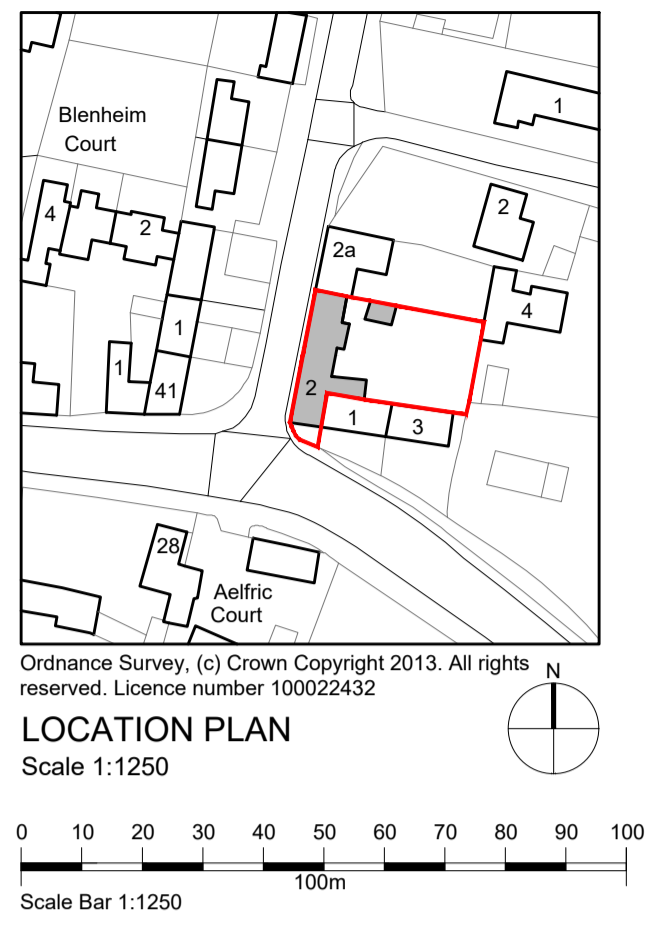 Blenheim
Court
1
4
2
2
2a
4
1
1
41
2
1
3
28
Aelfric
Court
Ordnance Survey, (c) Crown Copyright 2013. All rights
reserved. Licence number 100022432
N
LOCATION PLAN
Scale 1:1250
0 10 20 30 40 50 60 70 80 90 100
100m
Scale Bar 1:1250